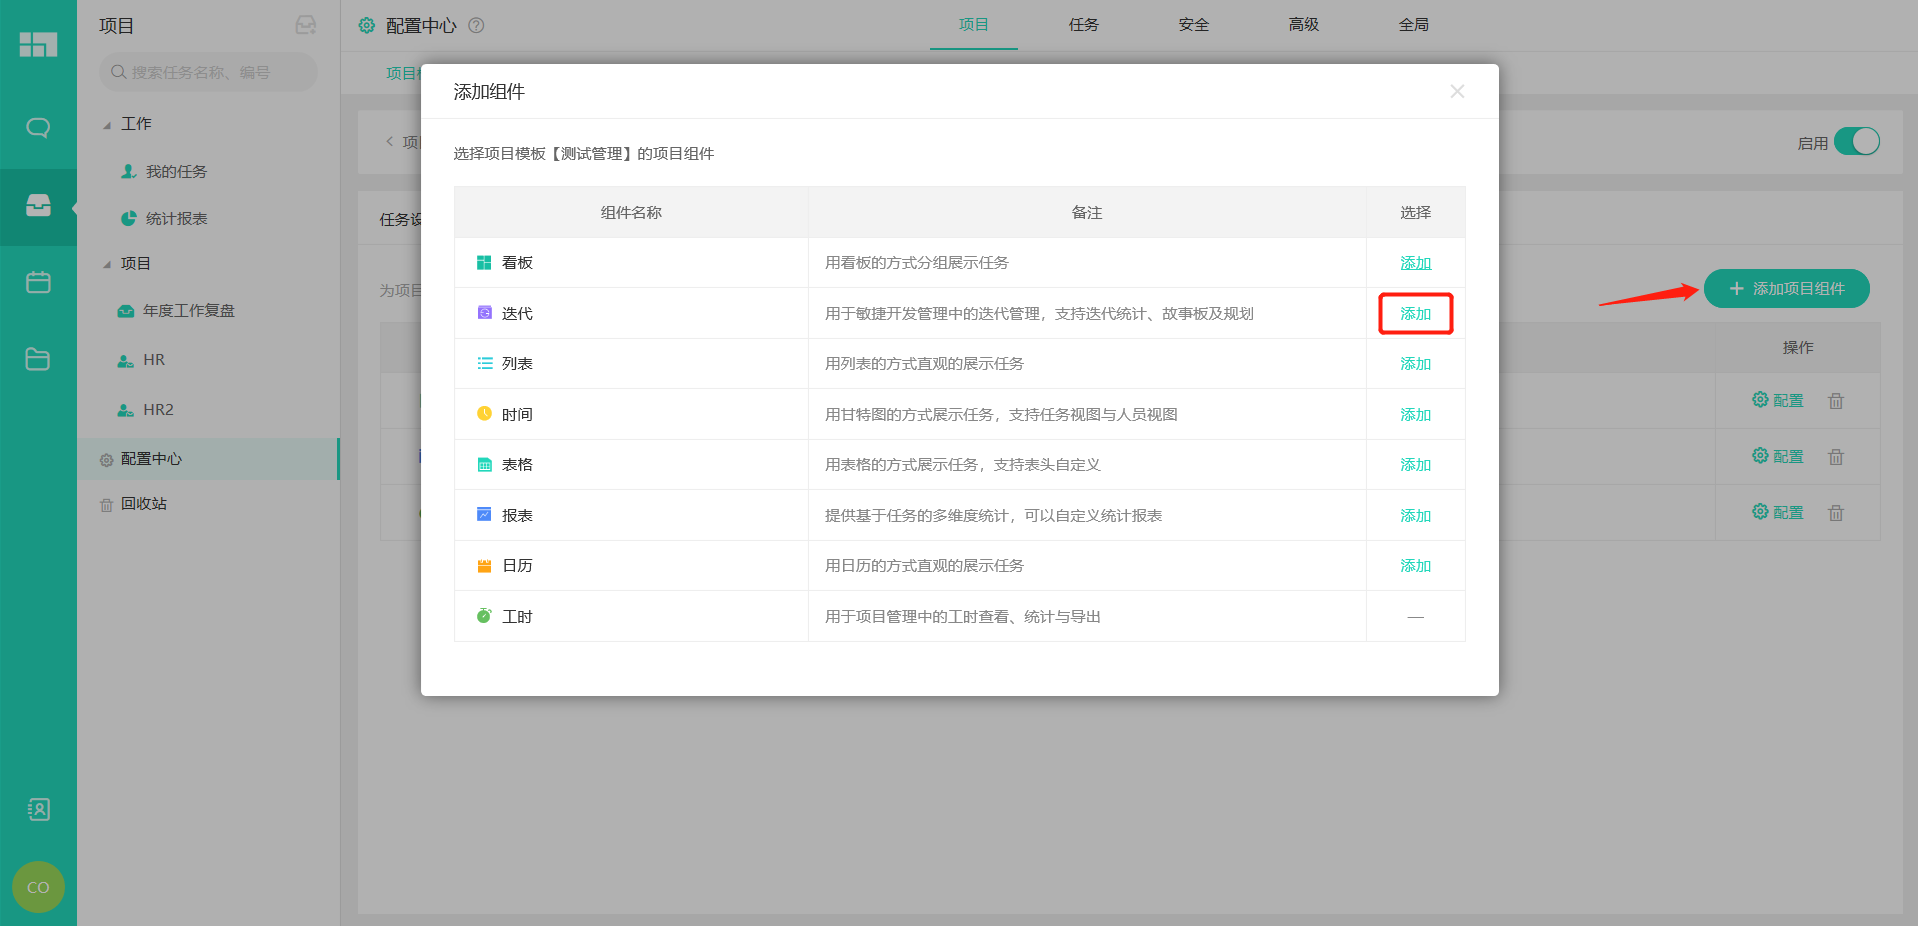 项目
搜索任务名称、编号
工作
我的任务
统计报表
项目
年度工作复盘
HR
HR2
配置中心
回收站
CO
配置中心
项目
任务
安全
高级
全局
启用
添加项目组件
操作
配置
配置
配置
添加组件
选择项目模板【测试管理】的项目组件
组件名称 备注 选择
看板 用看板的方式分组展示任务 添加
迭代 用于敏捷开发管理中的迭代管理，支持迭代统计、故事板及规划 添加
列表 用列表的方式直观的展示任务 添加
时间 用甘特图的方式展示任务，支持任务视图与人员视图 添加
表格 用表格的方式展示任务，支持表头自定义 添加
报表 提供基于任务的多维度统计，可以自定义统计报表 添加
日历 用日历的方式直观的展示任务 添加
工时 用于项目管理中的工时查看、统计与导出 —